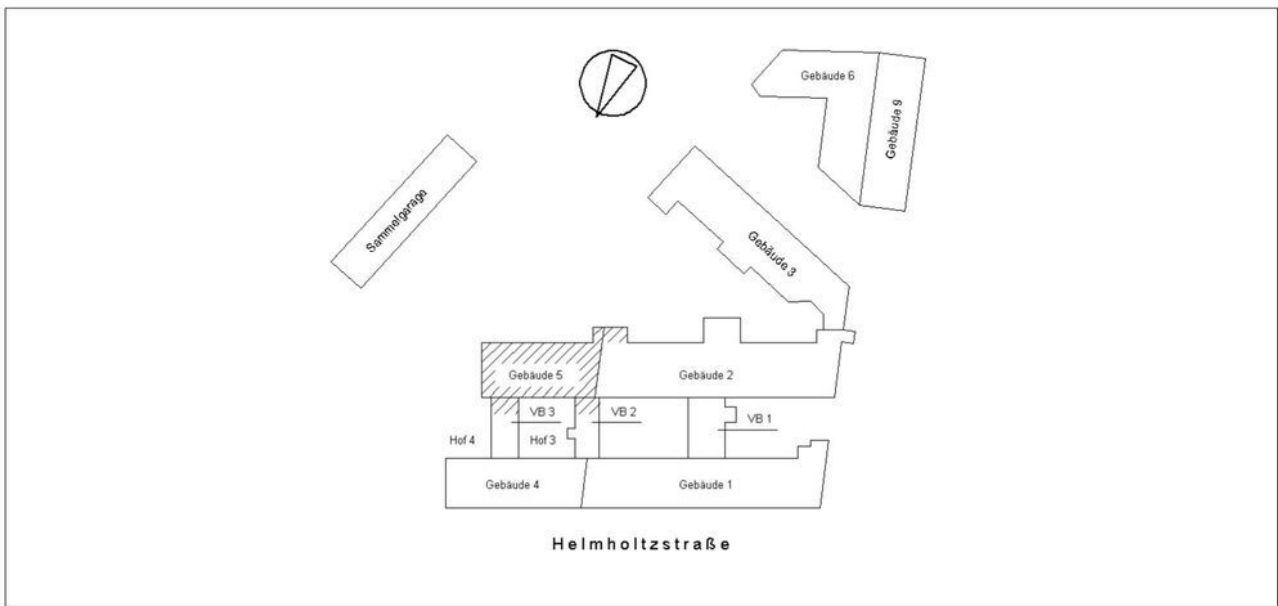 Gebäude 6
Gebäude 9
Sammelgarage
Gebäude 3
Gebäude 5
Gebäude 2
VB 3
VB 2
VB 1
Hof 4
Hof 3
Gebäude 4
Gebäude 1
Helmholtzstraße